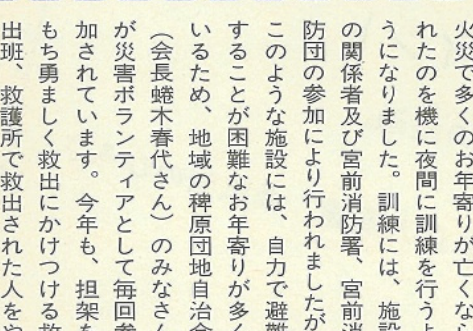 火災で多くのお年寄りが亡くな
れたのを機に夜間に訓練を行う
うになりました。訓練には、施設
の関係者及び宮前消防署、宮前消
防団の参加により行われましたが
このような施設には、自力で避難
することが困難なお年寄りが多く
いるため、地域の稗原団地自治会
（会長蜷木春代さん）のみなさん
が災害ボランティアとして毎回参
加されています。今年も、担架を
もち勇ましく救出にかけつける救
出班、救護所で救出された人をや